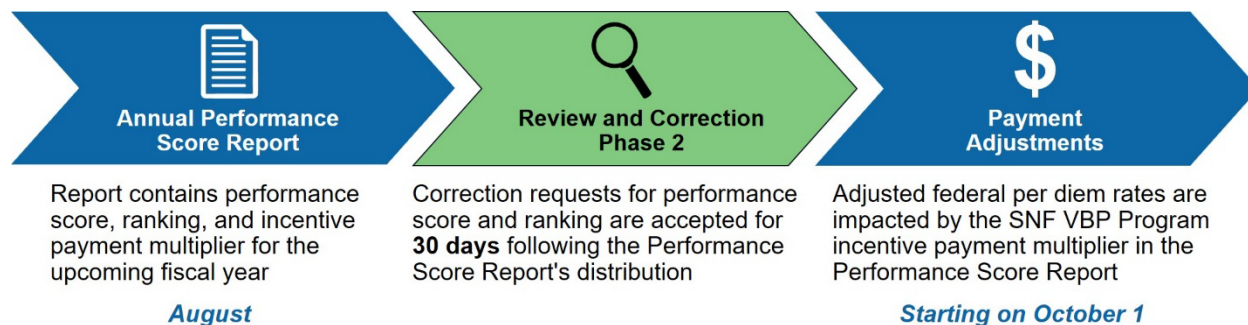 Annual Performance
Score Report
Report contains performance
score, ranking, and incentive
payment multiplier for the
upcoming fiscal year
August
Review and Correction
Phase 2
Correction requests for performance
score and ranking are accepted for
30 days following the Performance
Score Report's distribution
$
Payment
Adjustments
Adjusted federal per diem rates are
impacted by the SNF VBP Program
incentive payment multiplier in the
Performance Score Report
Starting on October 1